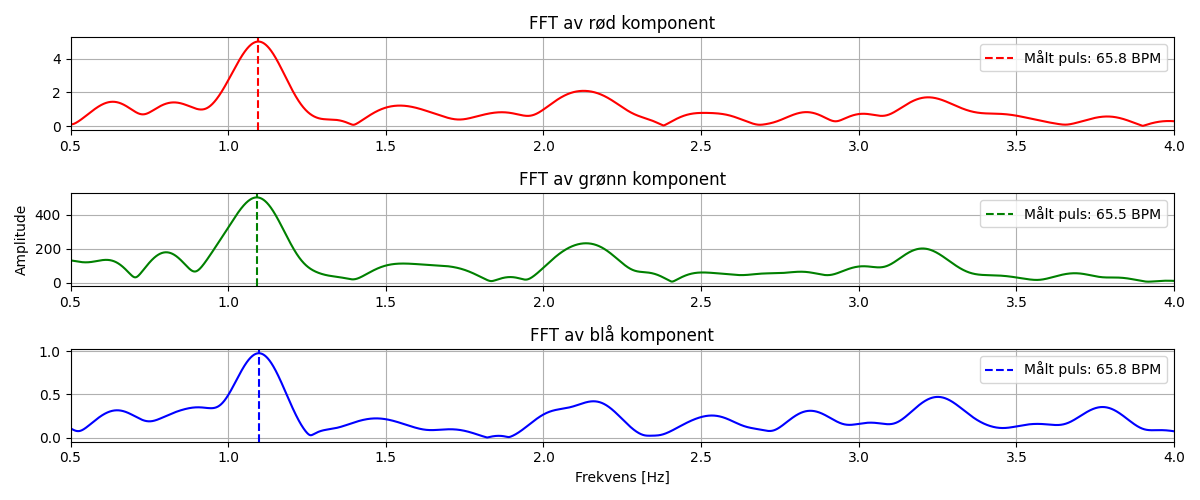 FFT av rød komponent
4
2
0
Målt puls: 65.8 BPM
0.5 1.0 1.5 2.0 2.5 3.0 3.5 4.0
FFT av grønn komponent
Amplitude
400
200
0
Målt puls: 65.5 BPM
0.5 1.0 1.5 2.0 2.5 3.0 3.5 4.0
FFT av blå komponent
1.0
0.5
0.0
Målt puls: 65.8 BPM
0.5 1.0 1.5 2.0 2.5 3.0 3.5 4.0
Frekvens [Hz]